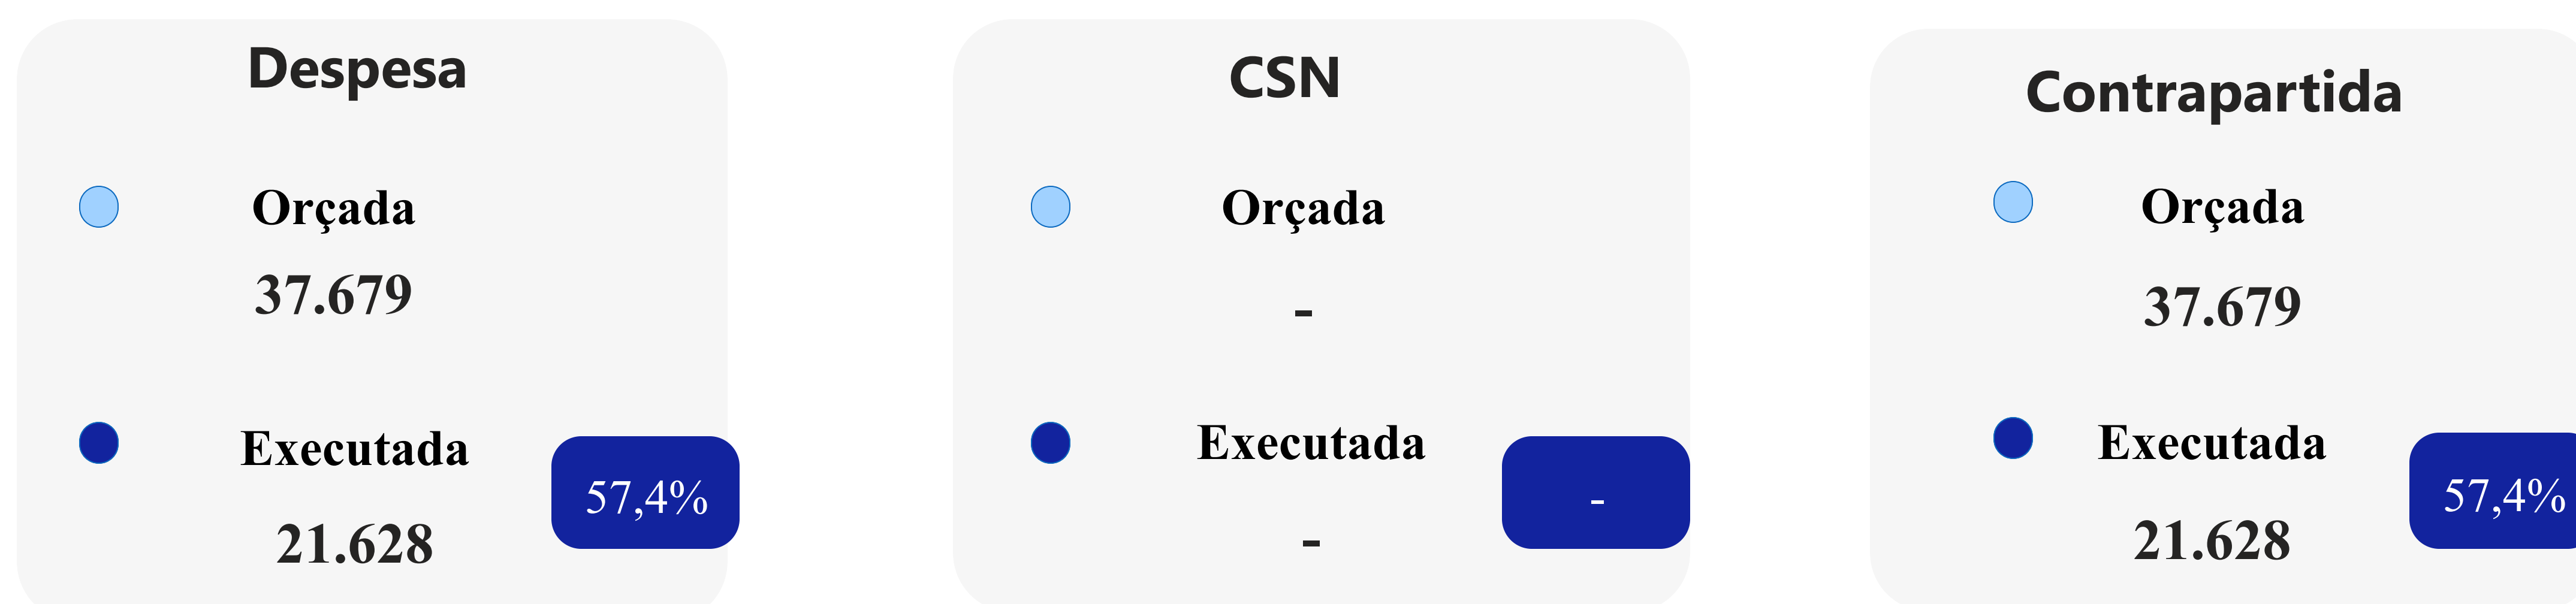 Despesa
Orçada
37.679
Executada
57,4%
21.628
CSN
Orçada
-
Executada
-
-
Contrapartida
Orçada
37.679
Executada
57,4%
21.628